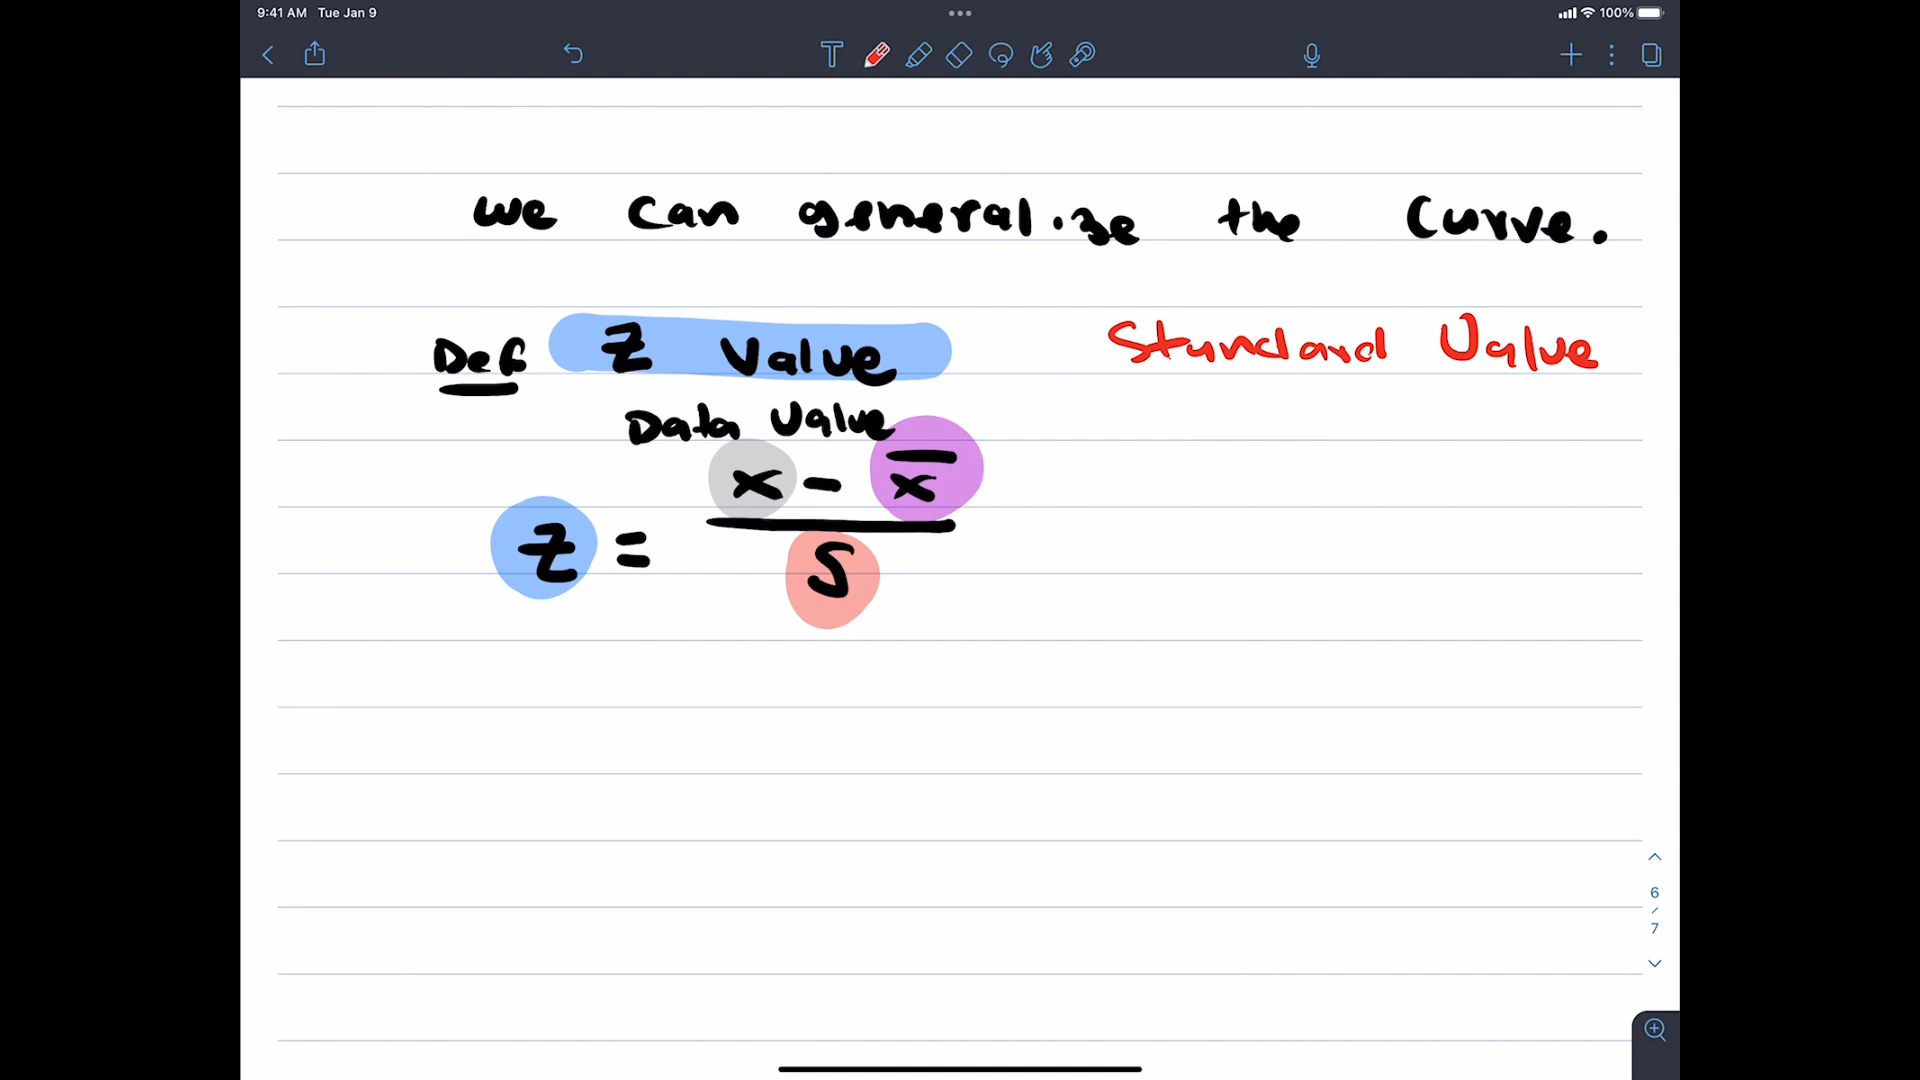 9:41 AM Tue Jan 9 100%
we can generalize the curve.
Def Z Value Standard Value
Data Value
x - x̄
z =
s
6
/
7